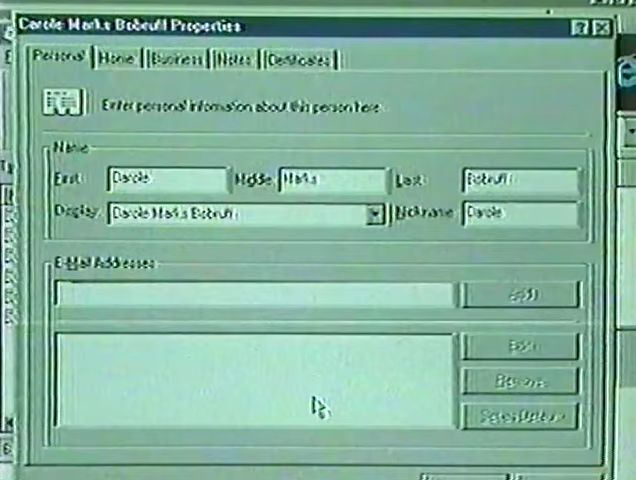 Carole Marks Bobruff Properties
Personal Home Business Notes Certificates
Enter personal information about this person here.
Name
First: Carole Middle: Marks Last: Bobruff
Display: Carole Marks Bobruff Nickname: Carole
E-Mail Addresses
Add
Edit
Remove
Set as Default